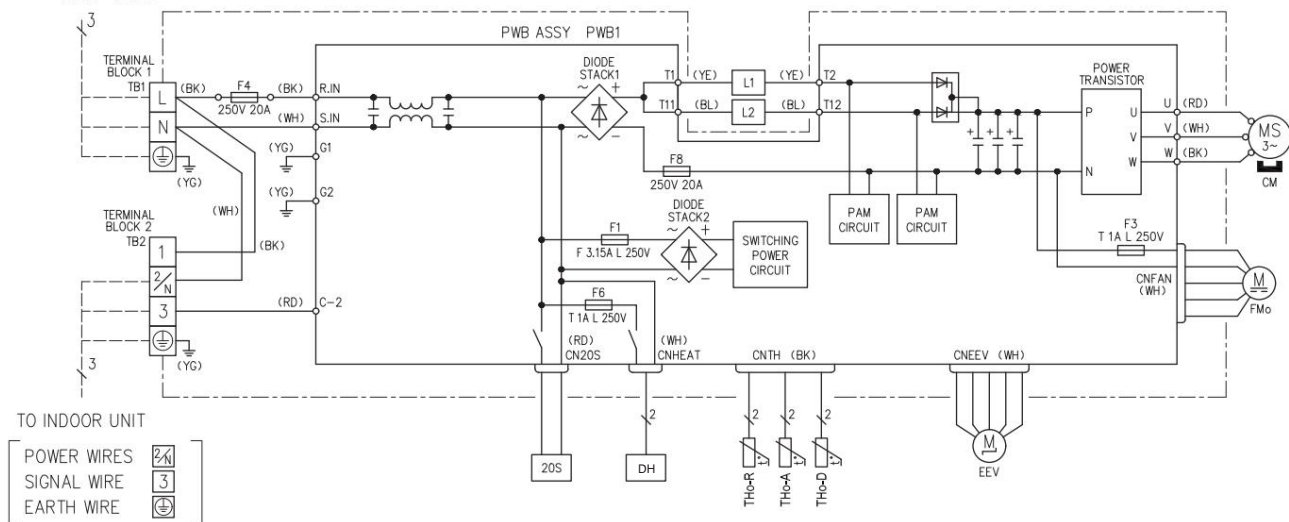 3
TERMINAL
BLOCK 1
TB1
L
N
(YG)
(BK)
F4
250V 20A
(BK)
(WH)
R.IN
S.IN
(YG)
G1
(YG)
G2
PWB ASSY PWB1
DIODE
STACK1
~ +
~ −
T1
(YE)
L1
(YE)
T2
T11
(BL)
L2
(BL)
T12
F8
250V 20A
PAM
CIRCUIT
PAM
CIRCUIT
+ + +
POWER
TRANSISTOR
P
N
U
V
W
U (RD)
V (WH)
W (BK)
MS
3~
CM
TERMINAL
BLOCK 2
TB2
1
2/N
3
(YG)
(WH)
(BK)
(RD)
C-2
3
F1
F 3.15A L 250V
DIODE
STACK2
~ +
~ −
SWITCHING
POWER
CIRCUIT
F6
T 1A L 250V
(RD)
CN20S
(WH)
CNHEAT
CNTH (BK)
CNEEV (WH)
F3
T 1A L 250V
CNFAN
(WH)
M
FMo
20S
2
DH
2
2
2
t°
t°
t°
THo-R
THo-A
THo-D
M
EEV
TO INDOOR UNIT
POWER WIRES 2/N
SIGNAL WIRE 3
EARTH WIRE